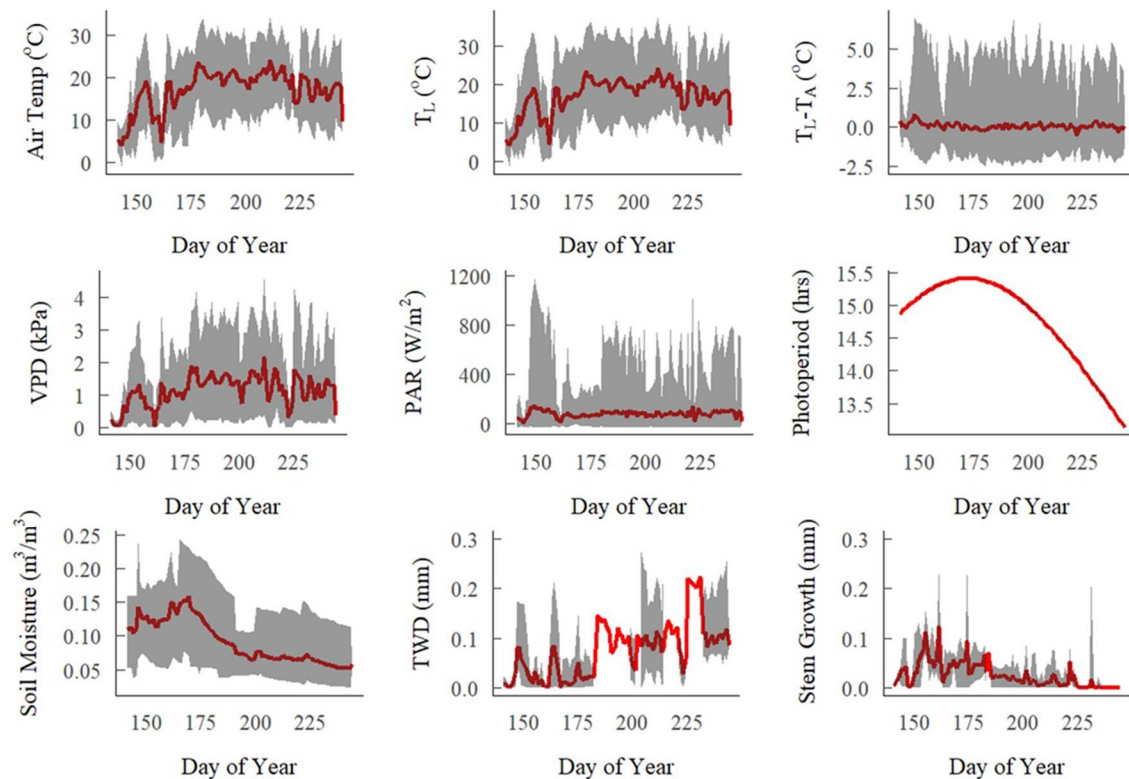 Air Temp (°C)
30
20
10
0
150 175 200 225
Day of Year
T_L (°C)
30
20
10
0
150 175 200 225
Day of Year
T_L-T_A (°C)
5.0
2.5
0.0
-2.5
150 175 200 225
Day of Year
VPD (kPa)
4
3
2
1
0
150 175 200 225
Day of Year
PAR (W/m²)
1200
800
400
0
150 175 200 225
Day of Year
Photoperiod (hrs)
15.5
15.0
14.5
14.0
13.5
150 175 200 225
Day of Year
Soil Moisture (m³/m³)
0.25
0.20
0.15
0.10
0.05
150 175 200 225
Day of Year
TWD (mm)
0.3
0.2
0.1
0.0
150 175 200 225
Day of Year
Stem Growth (mm)
0.3
0.2
0.1
0.0
150 175 200 225
Day of Year